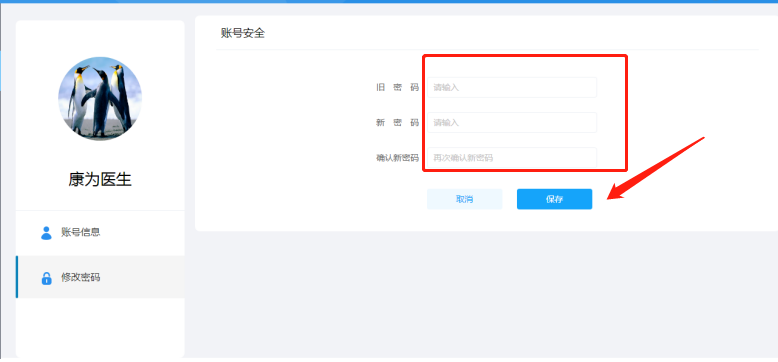 账号安全
旧 密 码 请输入
新 密 码 请输入
确认新密码 再次确认新密码
取消 保存
康为医生
账号信息
修改密码